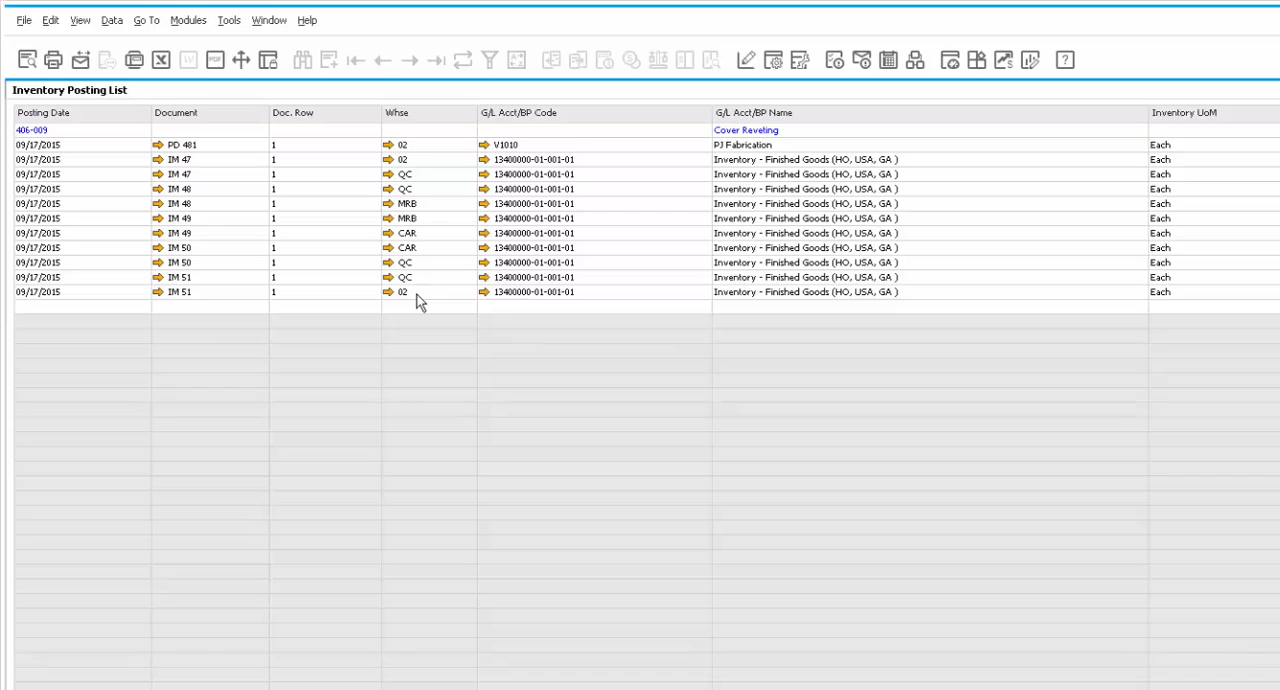 File Edit View Data Go To Modules Tools Window Help
Inventory Posting List
Posting Date Document Doc. Row Whse G/L Acct/BP Code G/L Acct/BP Name Inventory UoM
406-009 Cover Reveting
09/17/2015 PD 481 1 02 V1010 PJ Fabrication Each
09/17/2015 IM 47 1 02 13400000-01-001-01 Inventory - Finished Goods (HO, USA, GA ) Each
09/17/2015 IM 47 1 QC 13400000-01-001-01 Inventory - Finished Goods (HO, USA, GA ) Each
09/17/2015 IM 48 1 QC 13400000-01-001-01 Inventory - Finished Goods (HO, USA, GA ) Each
09/17/2015 IM 48 1 MRB 13400000-01-001-01 Inventory - Finished Goods (HO, USA, GA ) Each
09/17/2015 IM 49 1 MRB 13400000-01-001-01 Inventory - Finished Goods (HO, USA, GA ) Each
09/17/2015 IM 49 1 CAR 13400000-01-001-01 Inventory - Finished Goods (HO, USA, GA ) Each
09/17/2015 IM 50 1 CAR 13400000-01-001-01 Inventory - Finished Goods (HO, USA, GA ) Each
09/17/2015 IM 50 1 QC 13400000-01-001-01 Inventory - Finished Goods (HO, USA, GA ) Each
09/17/2015 IM 51 1 QC 13400000-01-001-01 Inventory - Finished Goods (HO, USA, GA ) Each
09/17/2015 IM 51 1 02 13400000-01-001-01 Inventory - Finished Goods (HO, USA, GA ) Each